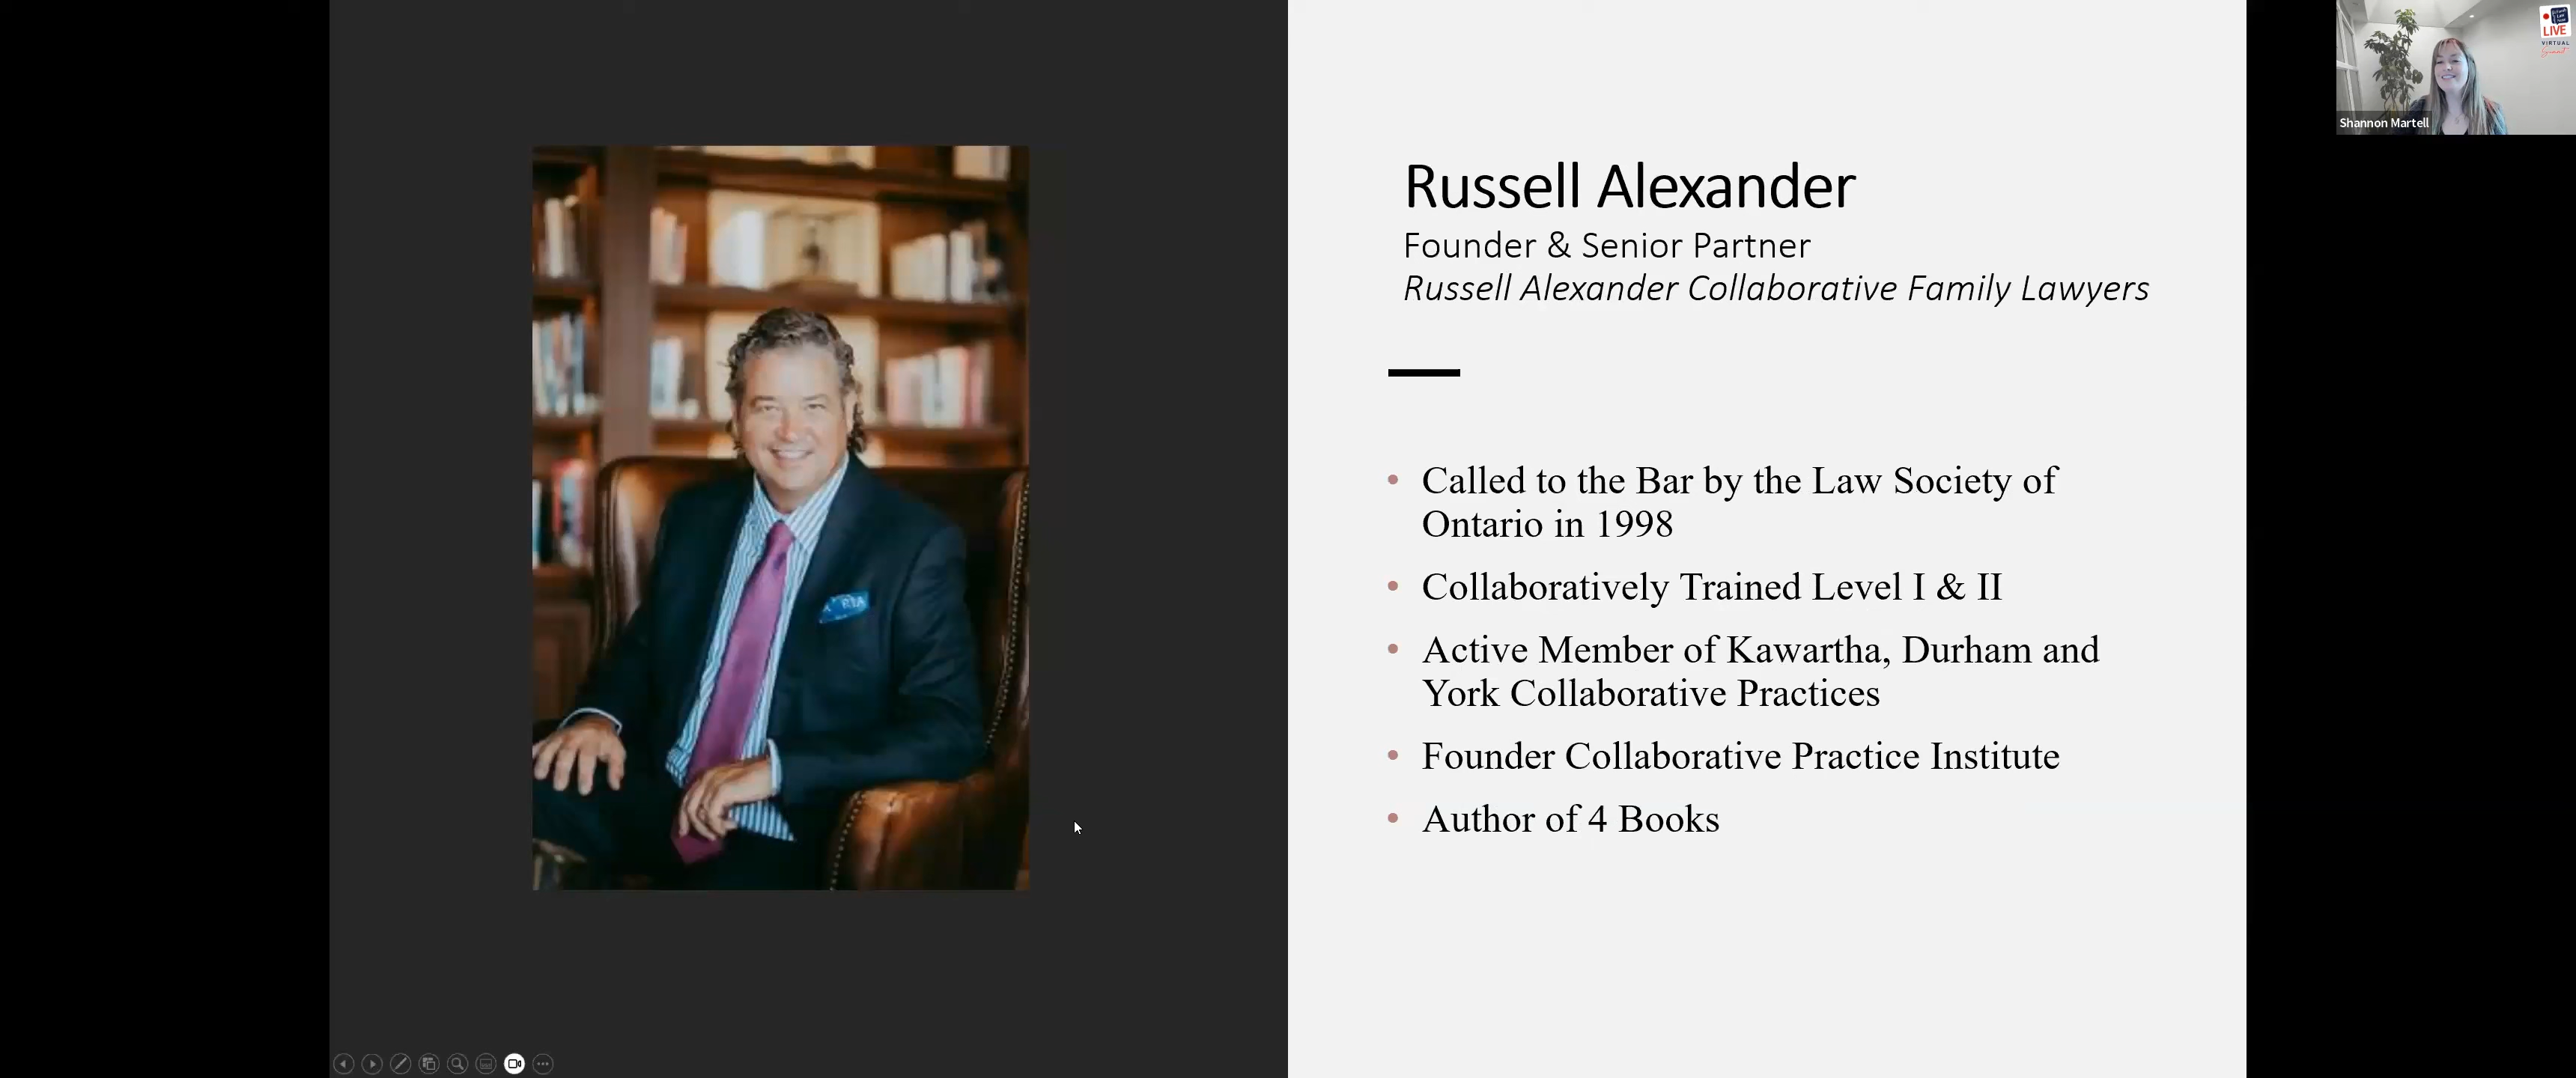 Russell Alexander
Founder & Senior Partner
Russell Alexander Collaborative Family Lawyers
• Called to the Bar by the Law Society of
Ontario in 1998
• Collaboratively Trained Level I & II
• Active Member of Kawartha, Durham and
York Collaborative Practices
• Founder Collaborative Practice Institute
• Author of 4 Books
LIVE
VIRTUAL
Summit
Shannon Martell